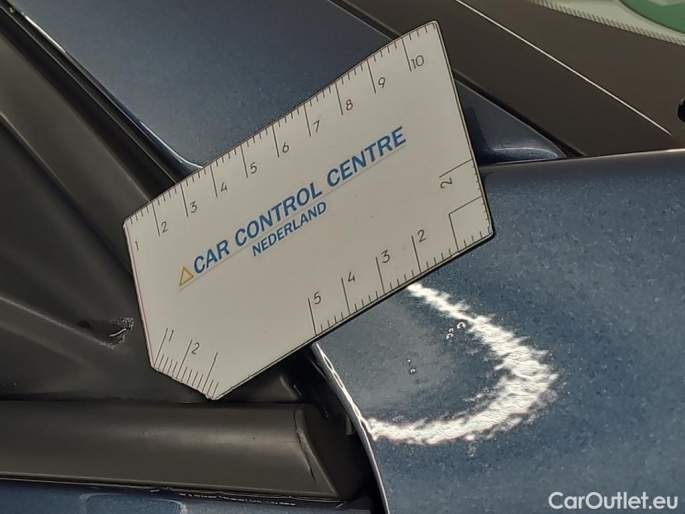 1 2 3 4 5 6 7 8 9 10
CAR CONTROL CENTRE
NEDERLAND
2
5 4 3 2
1 2
CarOutlet.eu